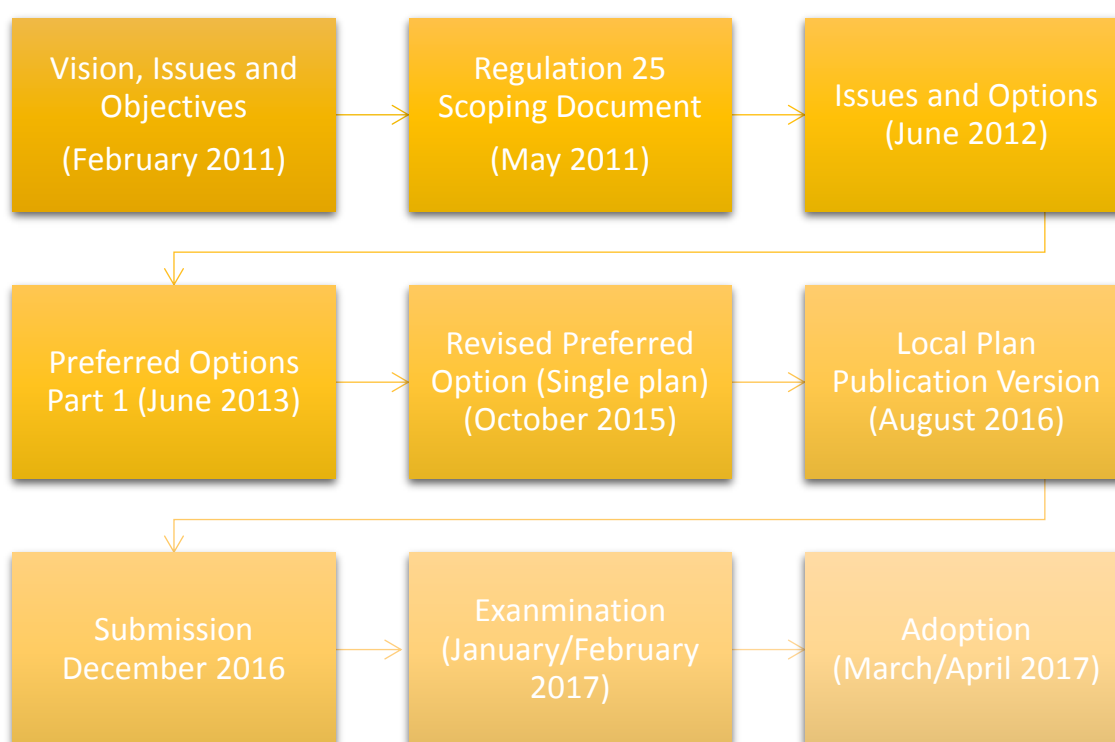 Vision, Issues and
Objectives
(February 2011)
Regulation 25
Scoping Document
(May 2011)
Issues and Options
(June 2012)
Preferred Options
Part 1 (June 2013)
Revised Preferred
Option (Single plan)
(October 2015)
Local Plan
Publication Version
(August 2016)
Submission
December 2016
Exanmination
(January/February
2017)
Adoption
(March/April 2017)